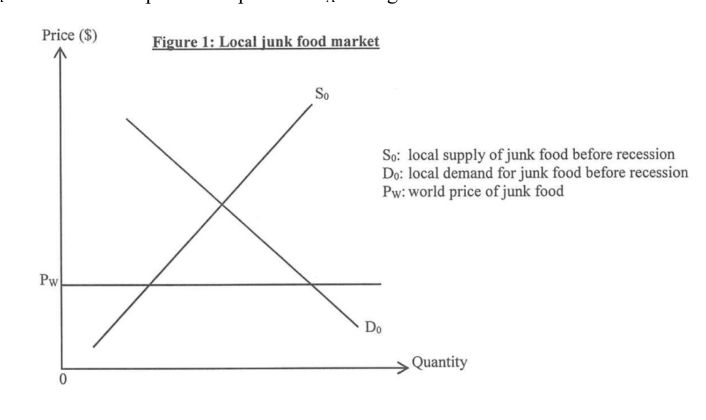 Price ($)
Figure 1: Local junk food market
S₀
S₀: local supply of junk food before recession
D₀: local demand for junk food before recession
Pw: world price of junk food
Pw
D₀
Quantity
0